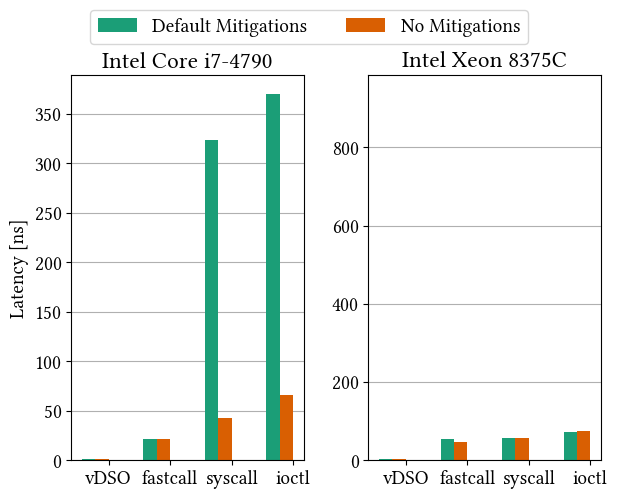 Default Mitigations
No Mitigations
Intel Core i7-4790
Intel Xeon 8375C
Latency [ns]
350
300
250
200
150
100
50
0
vDSO
fastcall
syscall
ioctl
800
600
400
200
0
vDSO
fastcall
syscall
ioctl